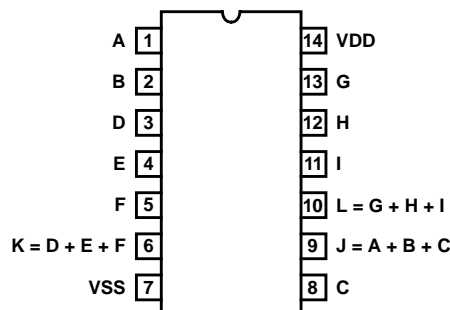 A 1 14 VDD
B 2 13 G
D 3 12 H
E 4 11 I
F 5 10 L = G + H + I
K = D + E + F 6 9 J = A + B + C
VSS 7 8 C